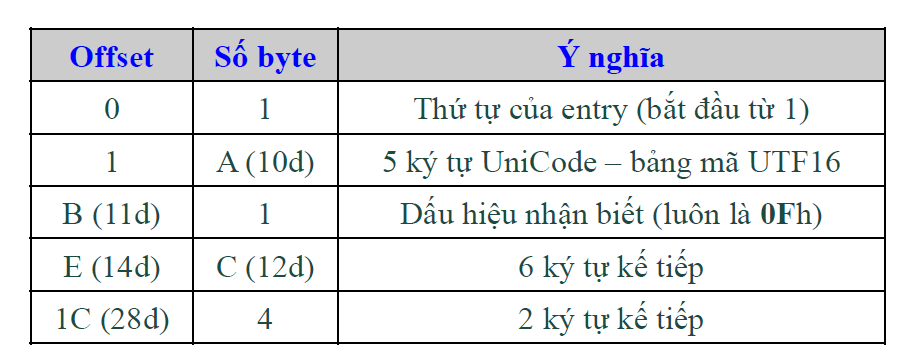 Offset Số byte Ý nghĩa
0 1 Thứ tự của entry (bắt đầu từ 1)
1 A (10d) 5 ký tự UniCode – bảng mã UTF16
B (11d) 1 Dấu hiệu nhận biết (luôn là 0Fh)
E (14d) C (12d) 6 ký tự kế tiếp
1C (28d) 4 2 ký tự kế tiếp